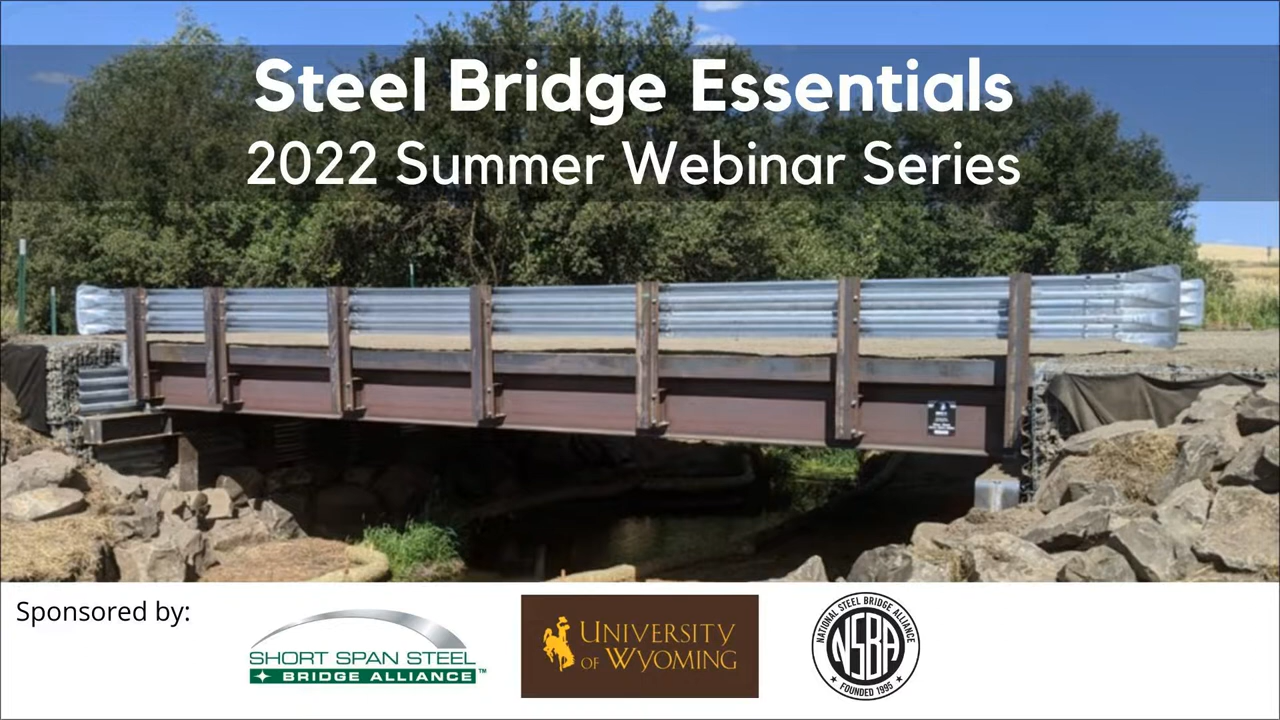 Steel Bridge Essentials
2022 Summer Webinar Series
Sponsored by:
SHORT SPAN STEEL
BRIDGE ALLIANCE™
UNIVERSITY
OF WYOMING
NATIONAL STEEL BRIDGE ALLIANCE
NSBA
FOUNDED 1995